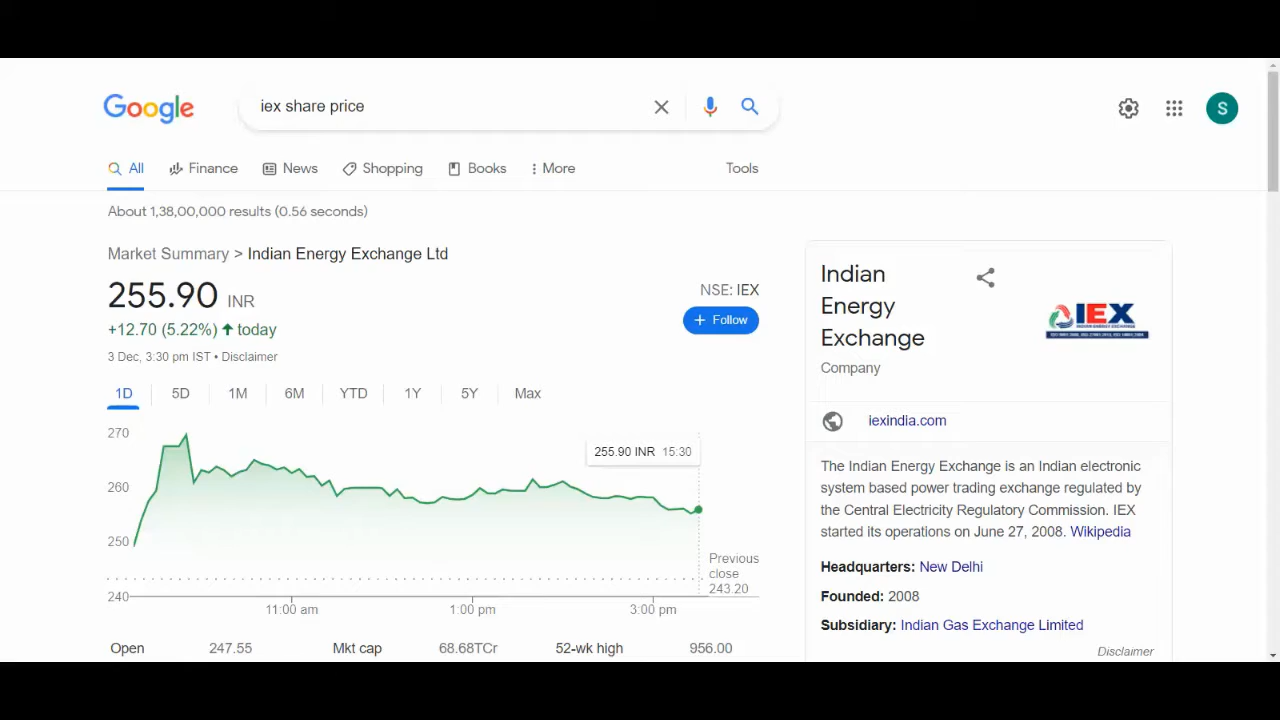 Google
iex share price
All
Finance
News
Shopping
Books
More
Tools
S
About 1,38,00,000 results (0.56 seconds)
Market Summary > Indian Energy Exchange Ltd
255.90 INR
+12.70 (5.22%) ↑ today
3 Dec, 3:30 pm IST • Disclaimer
NSE: IEX
+ Follow
1D 5D 1M 6M YTD 1Y 5Y Max
270
260
250
240
255.90 INR 15:30
Previous
close
243.20
11:00 am 1:00 pm 3:00 pm
Open 247.55 Mkt cap 68.68TCr 52-wk high 956.00
Indian
Energy
Exchange
Company
IEX
INDIAN ENERGY EXCHANGE
iexindia.com
The Indian Energy Exchange is an Indian electronic
system based power trading exchange regulated by
the Central Electricity Regulatory Commission. IEX
started its operations on June 27, 2008. Wikipedia
Headquarters: New Delhi
Founded: 2008
Subsidiary: Indian Gas Exchange Limited
Disclaimer